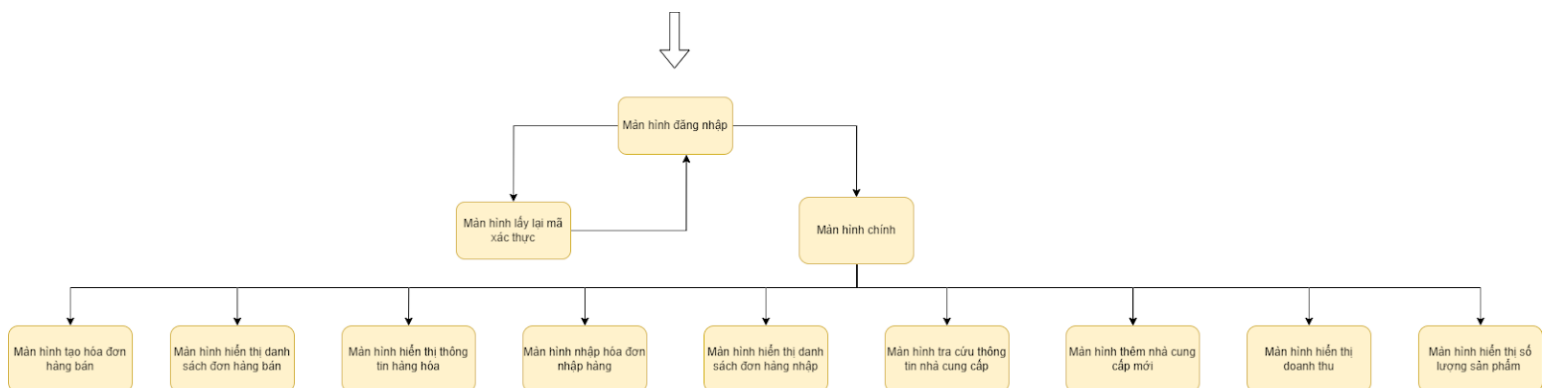 Màn hình đăng nhập
Màn hình lấy lại mã
xác thực
Màn hình chính
Màn hình tạo hóa đơn
hàng bán
Màn hình hiến thị danh
sách đơn hàng bán
Màn hình hiển thị thông
tin hàng hóa
Màn hình nhập hóa đơn
nhập hàng
Màn hình hiển thị danh
sách đơn hàng nhập
Màn hình tra cứu thông
tin nhà cung cấp
Màn hình thêm nhà cung
cấp mới
Màn hình hiển thị
doanh thu
Màn hình hiển thị số
lượng sản phẩm